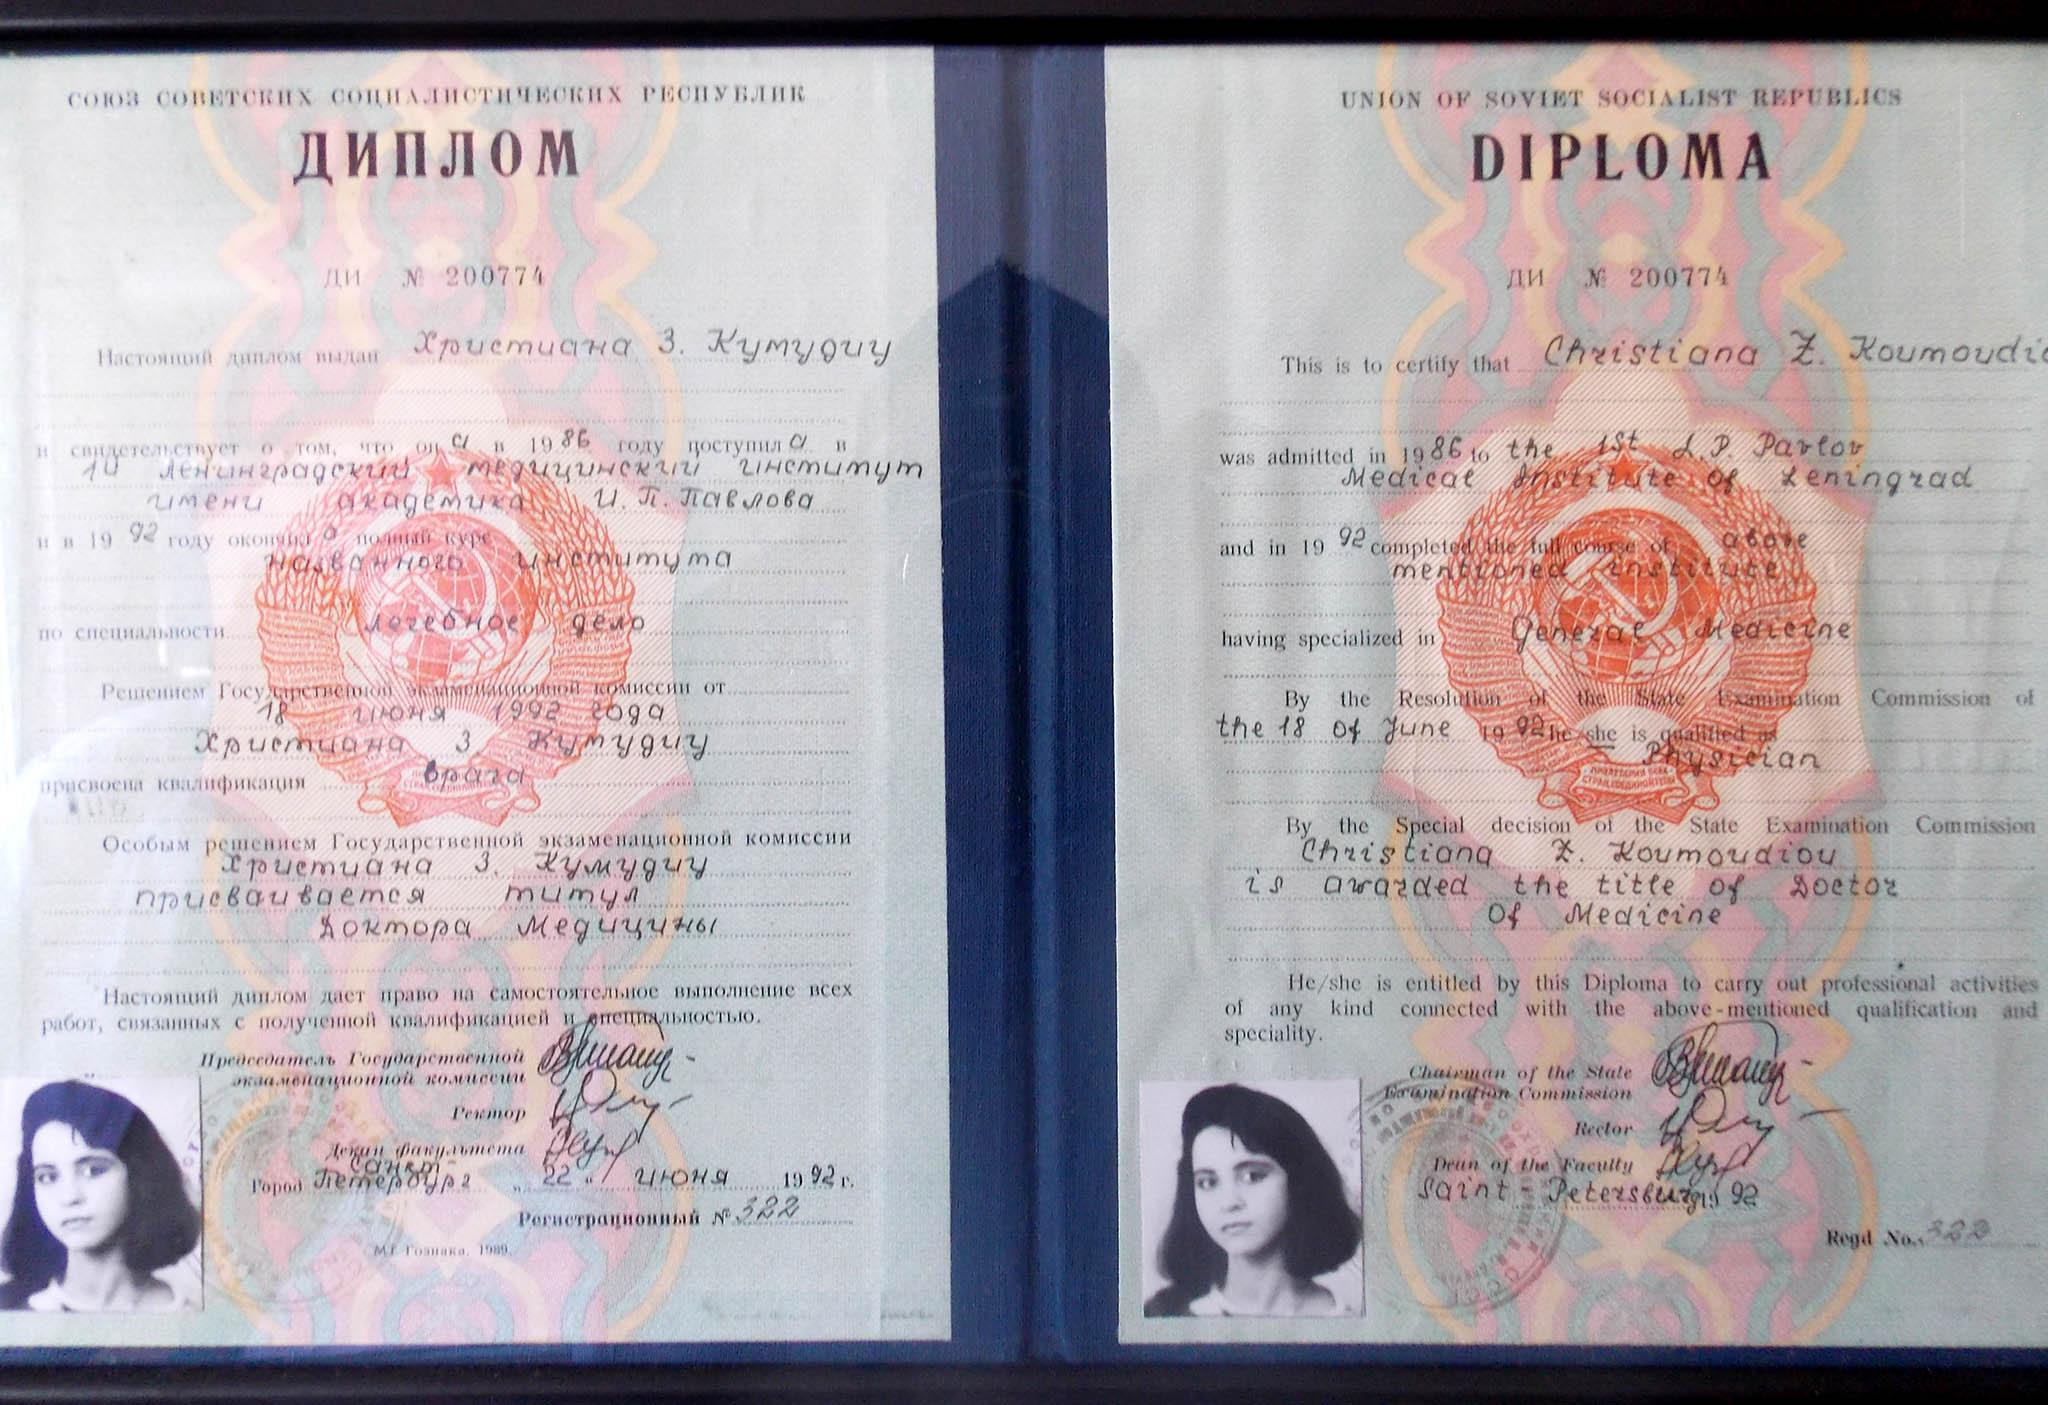 СОЮЗ СОВЕТСКИХ СОЦИАЛИСТИЧЕСКИХ РЕСПУБЛИК
ДИПЛОМ
ДИ № 200774
Настоящий диплом выдан Христиана З. Кумудиу
и свидетельствует о том, что она в 1986 году поступила в
1й Ленинградский медицинский институт
имени академика И.П. Павлова
и в 1992 году окончила полный курс
названного института
по специальности лечебное дело
Решением Государственной экзаменационной комиссии от
18 июня 1992 года
Христиана З. Кумудиу
присвоена квалификация врача
Особым решением Государственной экзаменационной комиссии
Христиана З. Кумудиу
присваивается титул
Доктора Медицины
Настоящий диплом дает право на самостоятельное выполнение всех
работ, связанных с полученной квалификацией и специальностью.
Председатель Государственной
экзаменационной комиссии
Ректор
Декан факультета
Город Санкт-Петербург „22“ июня 1992 г.
Регистрационный № 322
МТ Гознака. 1989.
UNION OF SOVIET SOCIALIST REPUBLICS
DIPLOMA
ДИ № 200774
This is to certify that Christiana Z. Koumoudio
was admitted in 1986 to the 1st I.P. Pavlov
Medical Institute of Leningrad
and in 1992 completed the full course of above
mentioned institute
having specialized in General Medicine
By the Resolution of the State Examination Commission of
the 18 of June 1992 he/she is qualified as
Physician
By the Special decision of the State Examination Commission
Christiana Z. Koumoudiou
is awarded the title of Doctor
Of Medicine
He/she is entitled by this Diploma to carry out professional activities
of any kind connected with the above-mentioned qualification and
speciality.
Chairman of the State
Examination Commission
Rector
Dean of the Faculty
Saint-Petersburg 1992
Regd No. 322